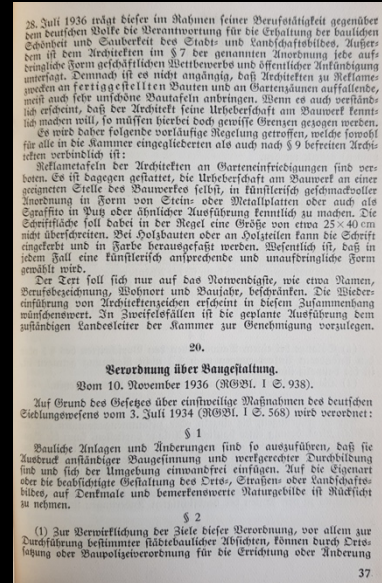 28. Juli 1936 trägt dieser im Rahmen seiner Berufstätigkeit gegenüber
dem deutschen Volke die Verantwortung für die Erhaltung der baulichen
Schönheit und Sauberkeit des Stadt- und Landschaftsbildes. Außer-
dem ist dem Architekten im § 7 der genannten Anordnung jede auf-
dringliche Form geschäftlichen Wettbewerbs und öffentlicher Ankündigung
untersagt. Demnach ist es nicht angängig, daß Architekten zu Reklame-
zwecken an fertiggestellten Bauten und an Gartenzäunen auffallende,
meist auch sehr unschöne Bautafeln anbringen. Wenn es auch verständ-
lich erscheint, daß der Architekt seine Urheberschaft am Bauwerk kennt-
lich machen will, so müssen hierbei doch gewisse Grenzen gezogen werden.
Es wird daher folgende vorläufige Regelung getroffen, welche sowohl
für alle in die Kammer eingegliederten als auch nach § 9 befreiten Archi-
tekten verbindlich ist:
Reklametafeln der Architekten an Garteneinfriedigungen sind ver-
boten. Es ist dagegen gestattet, die Urheberschaft am Bauwerk an einer
geeigneten Stelle des Bauwerkes selbst, in künstlerisch geschmackvoller
Anordnung in Form von Stein- oder Metallplatten oder auch als
Sgraffito in Putz oder ähnlicher Ausführung kenntlich zu machen. Die
Schriftfläche soll dabei in der Regel eine Größe von etwa 25×40 cm
nicht überschreiten. Bei Holzbauten oder an Holzteilen kann die Schrift
eingekerbt und in Farbe herausgefaßt werden. Wesentlich ist, daß in
jedem Fall eine künstlerisch ansprechende und unaufdringliche Form
gewählt wird.
Der Text soll sich nur auf das Notwendigste, wie etwa Namen,
Berufsbezeichnung, Wohnort und Baujahr, beschränken. Die Wieder-
einführung von Architektenzeichen erscheint in diesem Zusammenhang
wünschenswert. In Zweifelsfällen ist die geplante Ausführung dem
zuständigen Landesleiter der Kammer zur Genehmigung vorzulegen.
20.
Verordnung über Baugestaltung.
Vom 10. November 1936 (RGBl. I S. 938).
Auf Grund des Gesetzes über einstweilige Maßnahmen des deutschen
Siedlungswesens vom 3. Juli 1934 (RGBl. I S. 568) wird verordnet:
§ 1
Bauliche Anlagen und Änderungen sind so auszuführen, daß sie
Ausdruck anständiger Baugesinnung und werkgerechter Durchbildung
sind und sich der Umgebung einwandfrei einfügen. Auf die Eigenart
oder die beabsichtigte Gestaltung des Orts-, Straßen- oder Landschafts-
bildes, auf Denkmale und bemerkenswerte Naturgebilde ist Rücksicht
zu nehmen.
§ 2
(1) Zur Verwirklichung der Ziele dieser Verordnung, vor allem zur
Durchführung bestimmter städtebaulicher Absichten, können durch Orts-
satzung oder Baupolizeiverordnung für die Errichtung oder Änderung
37